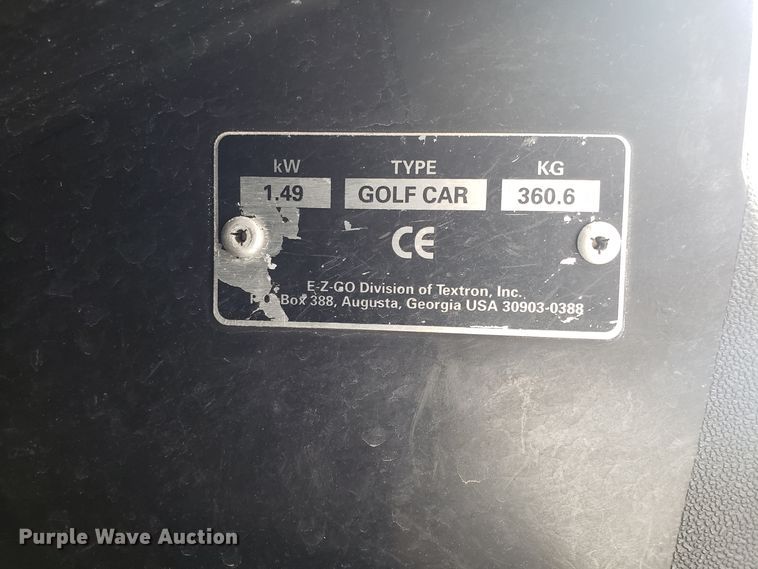 kW TYPE KG
1.49 GOLF CAR 360.6
CE
E-Z-GO Division of Textron, Inc.
Box 388, Augusta, Georgia USA 30903-0388
Purple Wave Auction